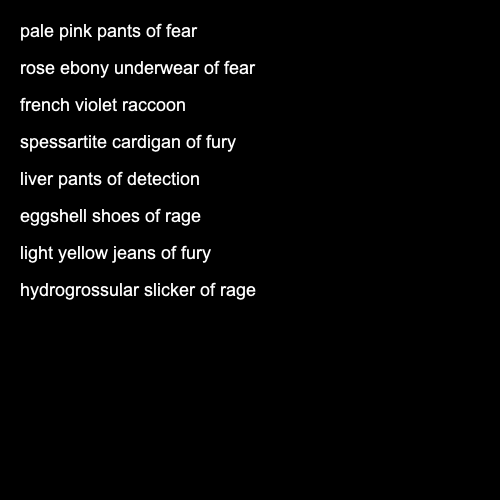 pale pink pants of fear
rose ebony underwear of fear
french violet raccoon
spessartite cardigan of fury
liver pants of detection
eggshell shoes of rage
light yellow jeans of fury
hydrogrossular slicker of rage